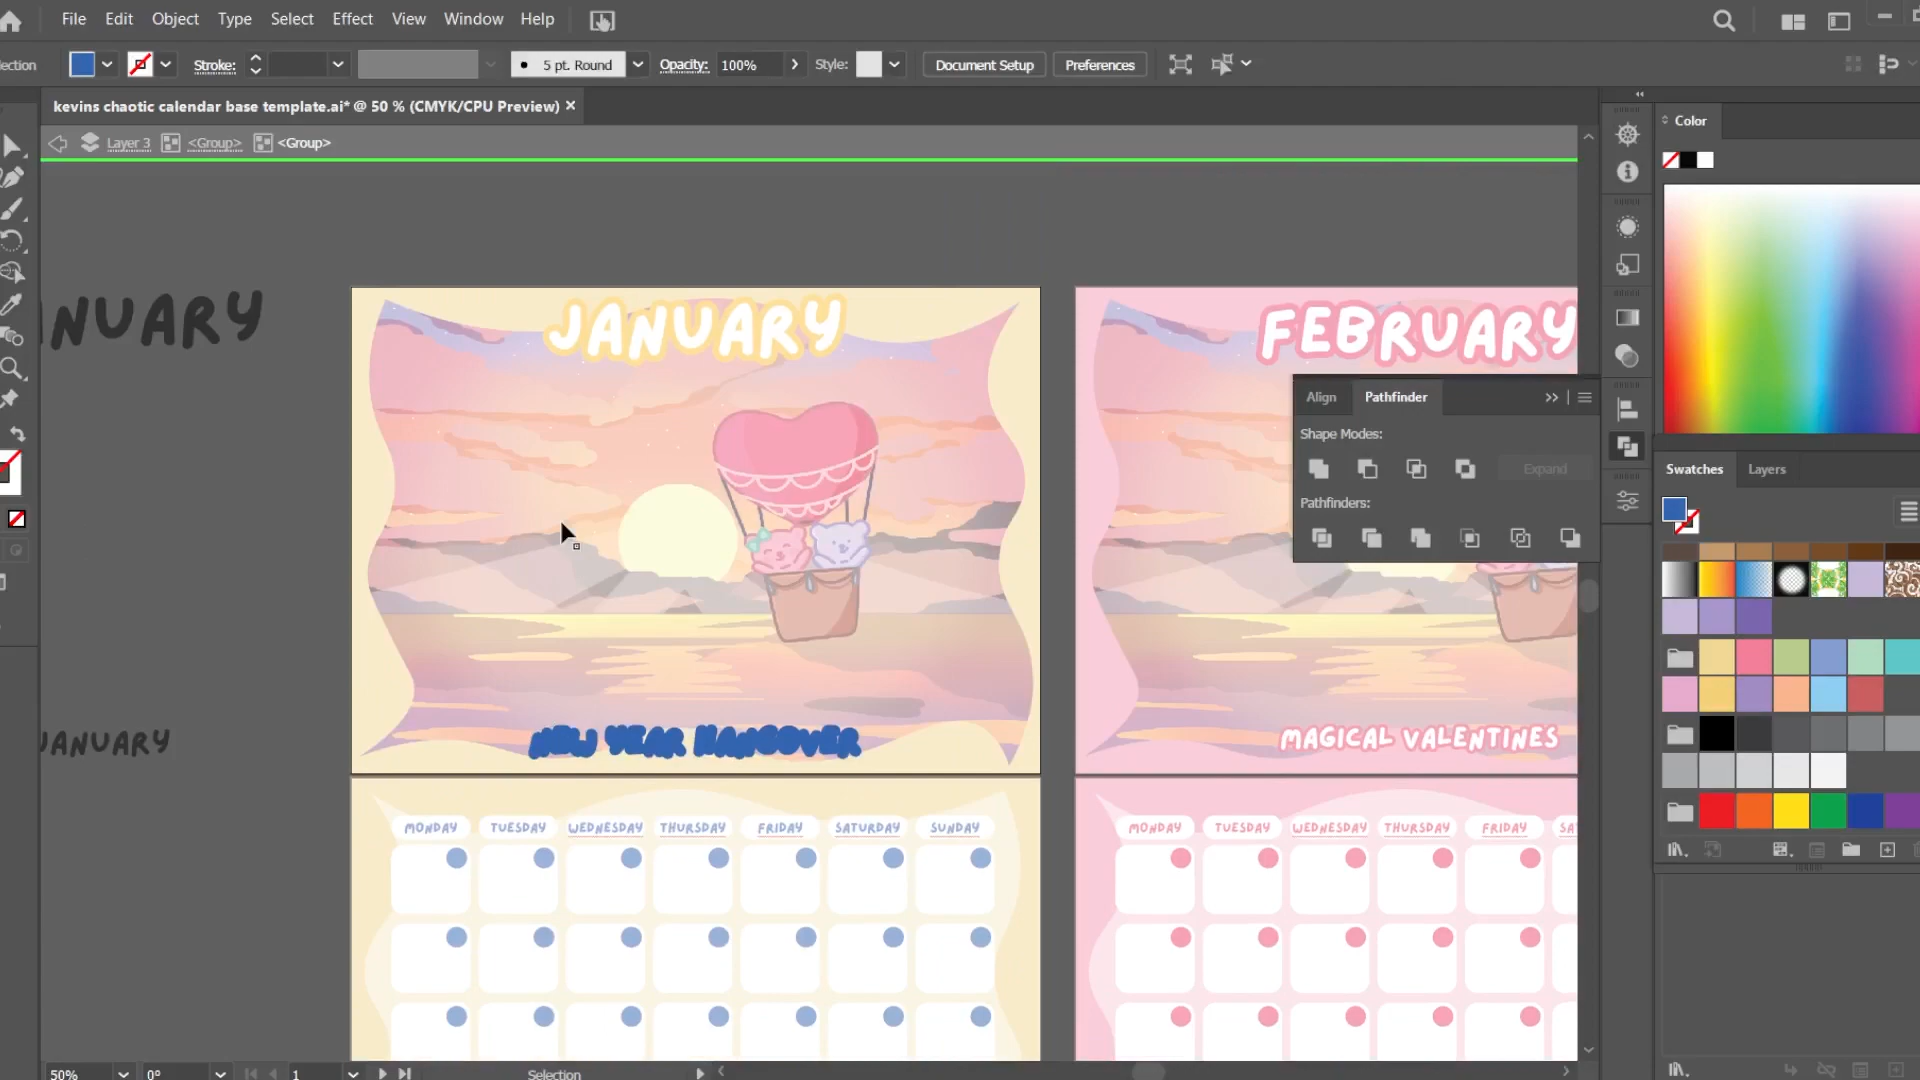 File Edit Object Type Select Effect View Window Help
ection Stroke: 5 pt. Round Opacity: 100% Style: Document Setup Preferences
kevins chaotic calendar base template.ai* @ 50 % (CMYK/CPU Preview) ×
Layer 3 <Group> <Group>
Color
ANUARY
JANUARY
FEBRUARY
Align Pathfinder
Shape Modes:
Expand
Pathfinders:
Swatches Layers
JANUARY
NEW YEAR HANGOVER
MAGICAL VALENTINES
MONDAY TUESDAY WEDNESDAY THURSDAY FRIDAY SATURDAY SUNDAY
MONDAY TUESDAY WEDNESDAY THURSDAY FRIDAY SA
50% 0° 1 Selection